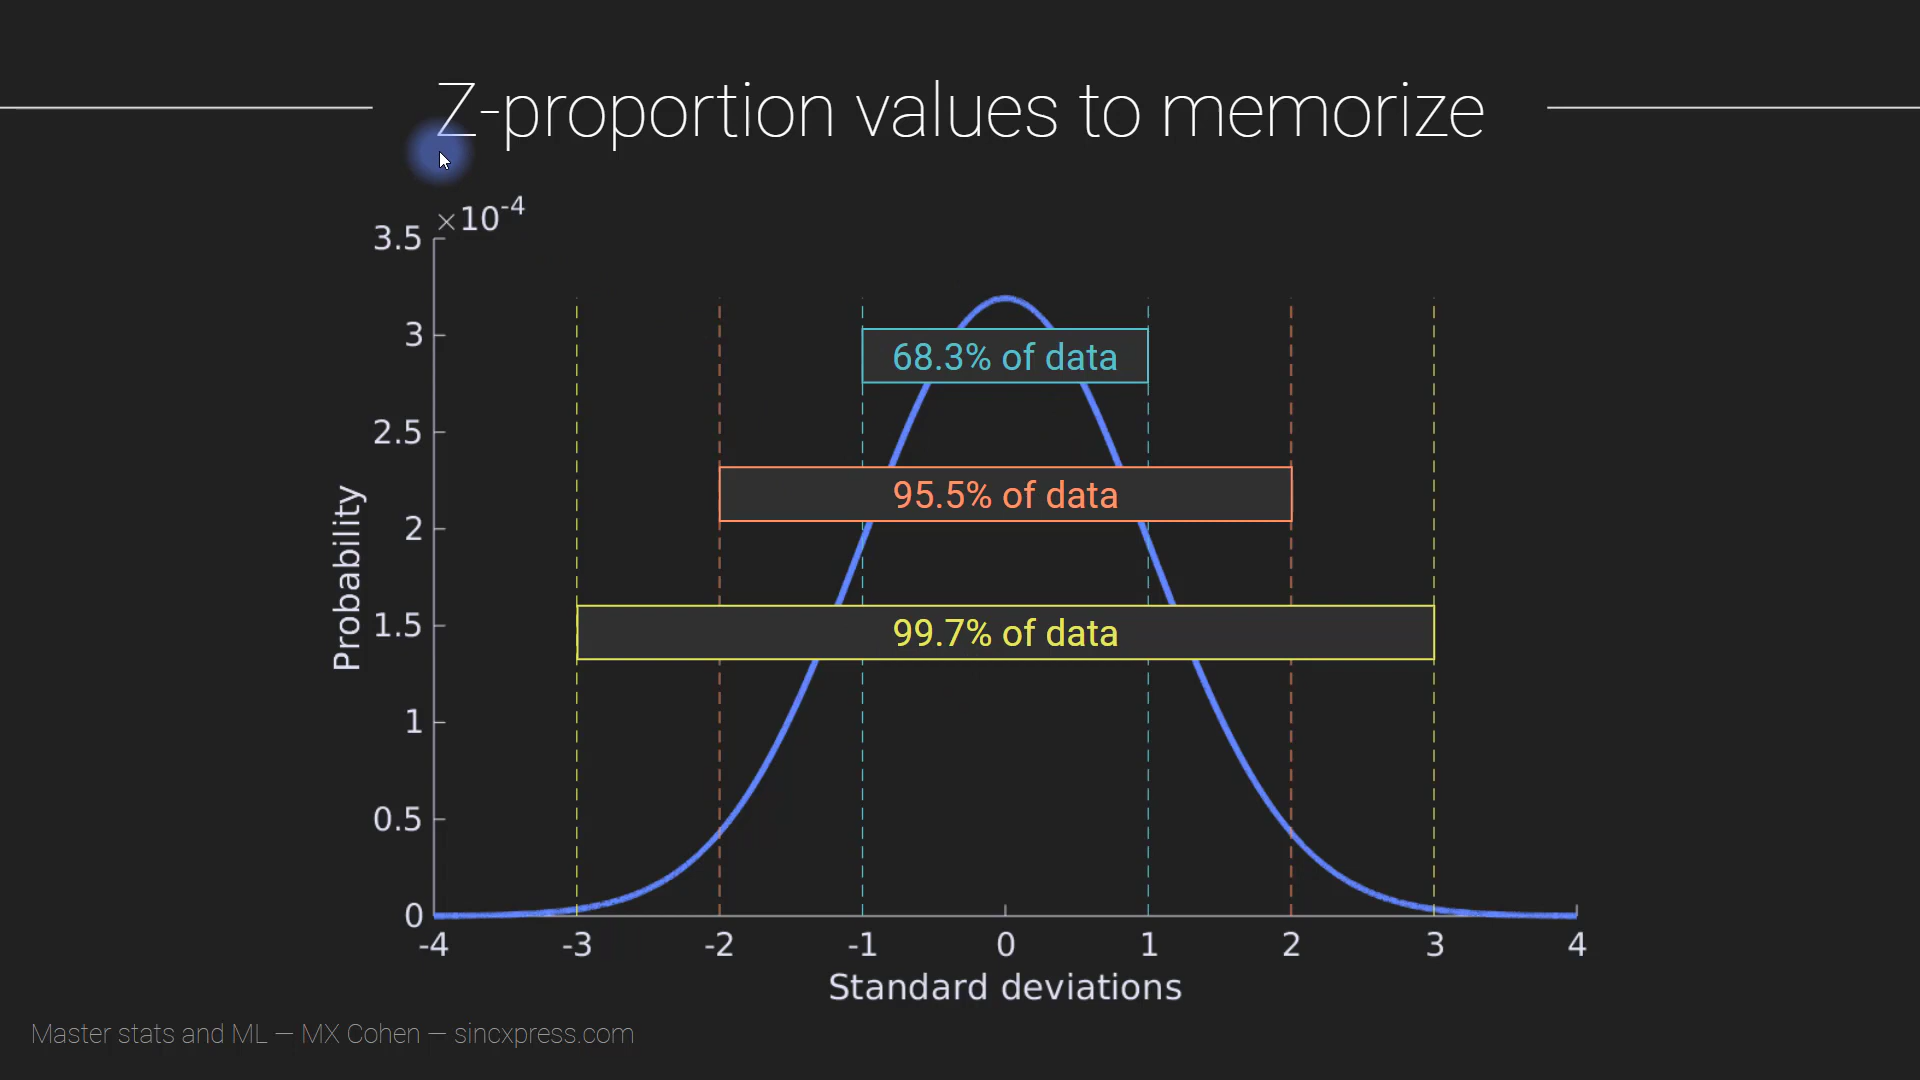 Z-proportion values to memorize
×10-4
3.5
3
2.5
2
1.5
1
0.5
0
Probability
68.3% of data
95.5% of data
99.7% of data
-4 -3 -2 -1 0 1 2 3 4
Standard deviations
Master stats and ML — MX Cohen — sincxpress.com